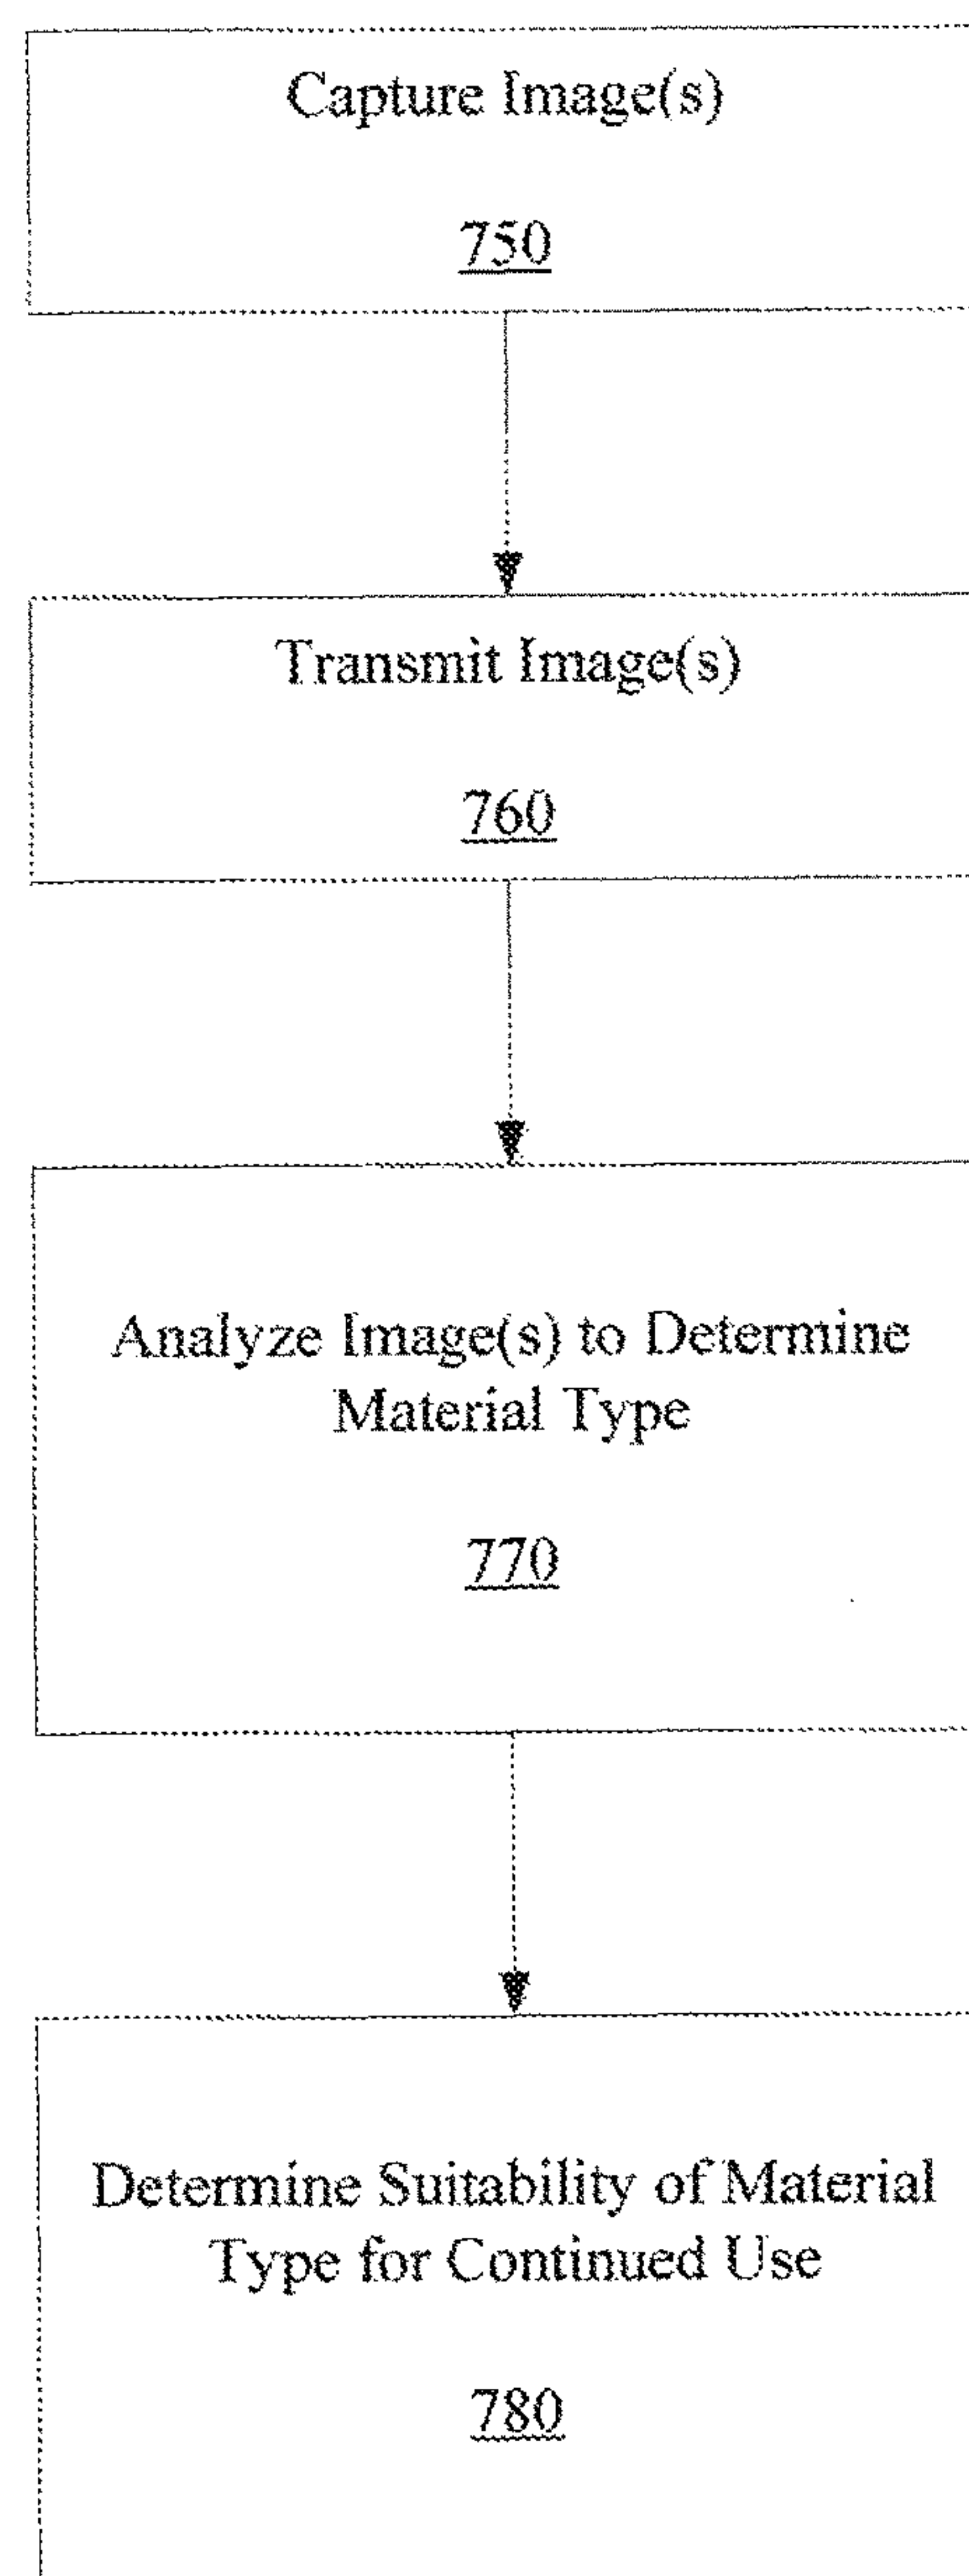 Capture Image(s)
750
Transmit Image(s)
760
Analyze Image(s) to Determine
Material Type
770
Determine Suitability of Material
Type for Continued Use
780